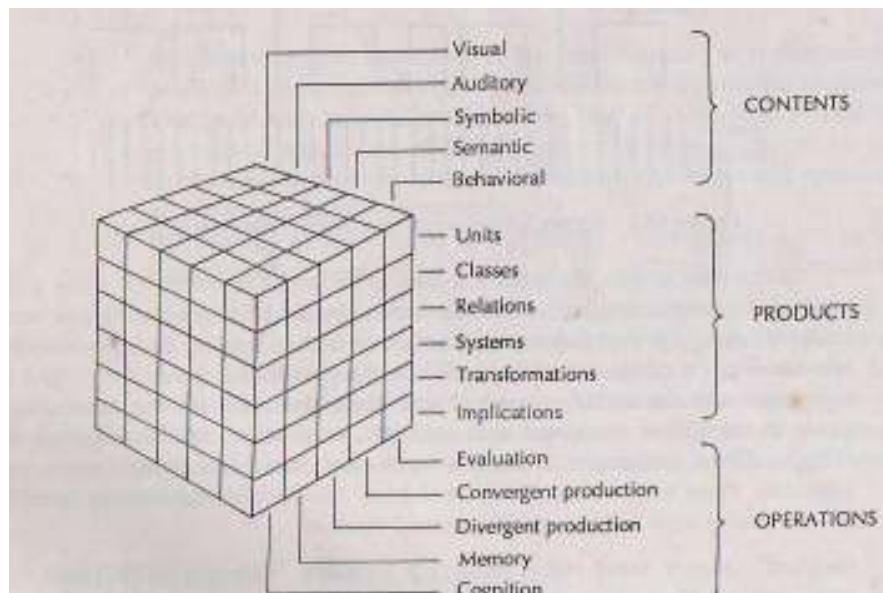 Visual
Auditory
Symbolic
Semantic
Behavioral
CONTENTS
Units
Classes
Relations
Systems
Transformations
Implications
PRODUCTS
Evaluation
Convergent production
Divergent production
Memory
Cognition
OPERATIONS